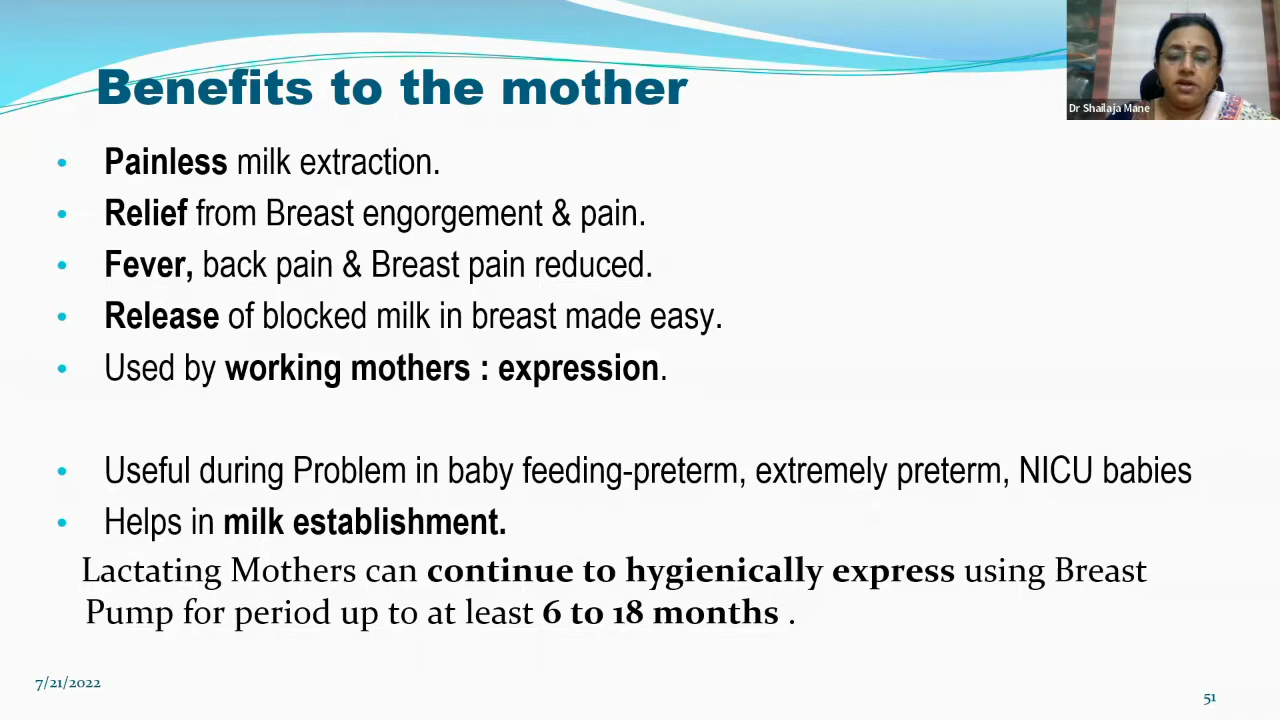 Benefits to the mother
Dr Shailaja Mane
• Painless milk extraction.
• Relief from Breast engorgement & pain.
• Fever, back pain & Breast pain reduced.
• Release of blocked milk in breast made easy.
• Used by working mothers : expression.
• Useful during Problem in baby feeding-preterm, extremely preterm, NICU babies
• Helps in milk establishment.
Lactating Mothers can continue to hygienically express using Breast
Pump for period up to at least 6 to 18 months .
7/21/2022
51